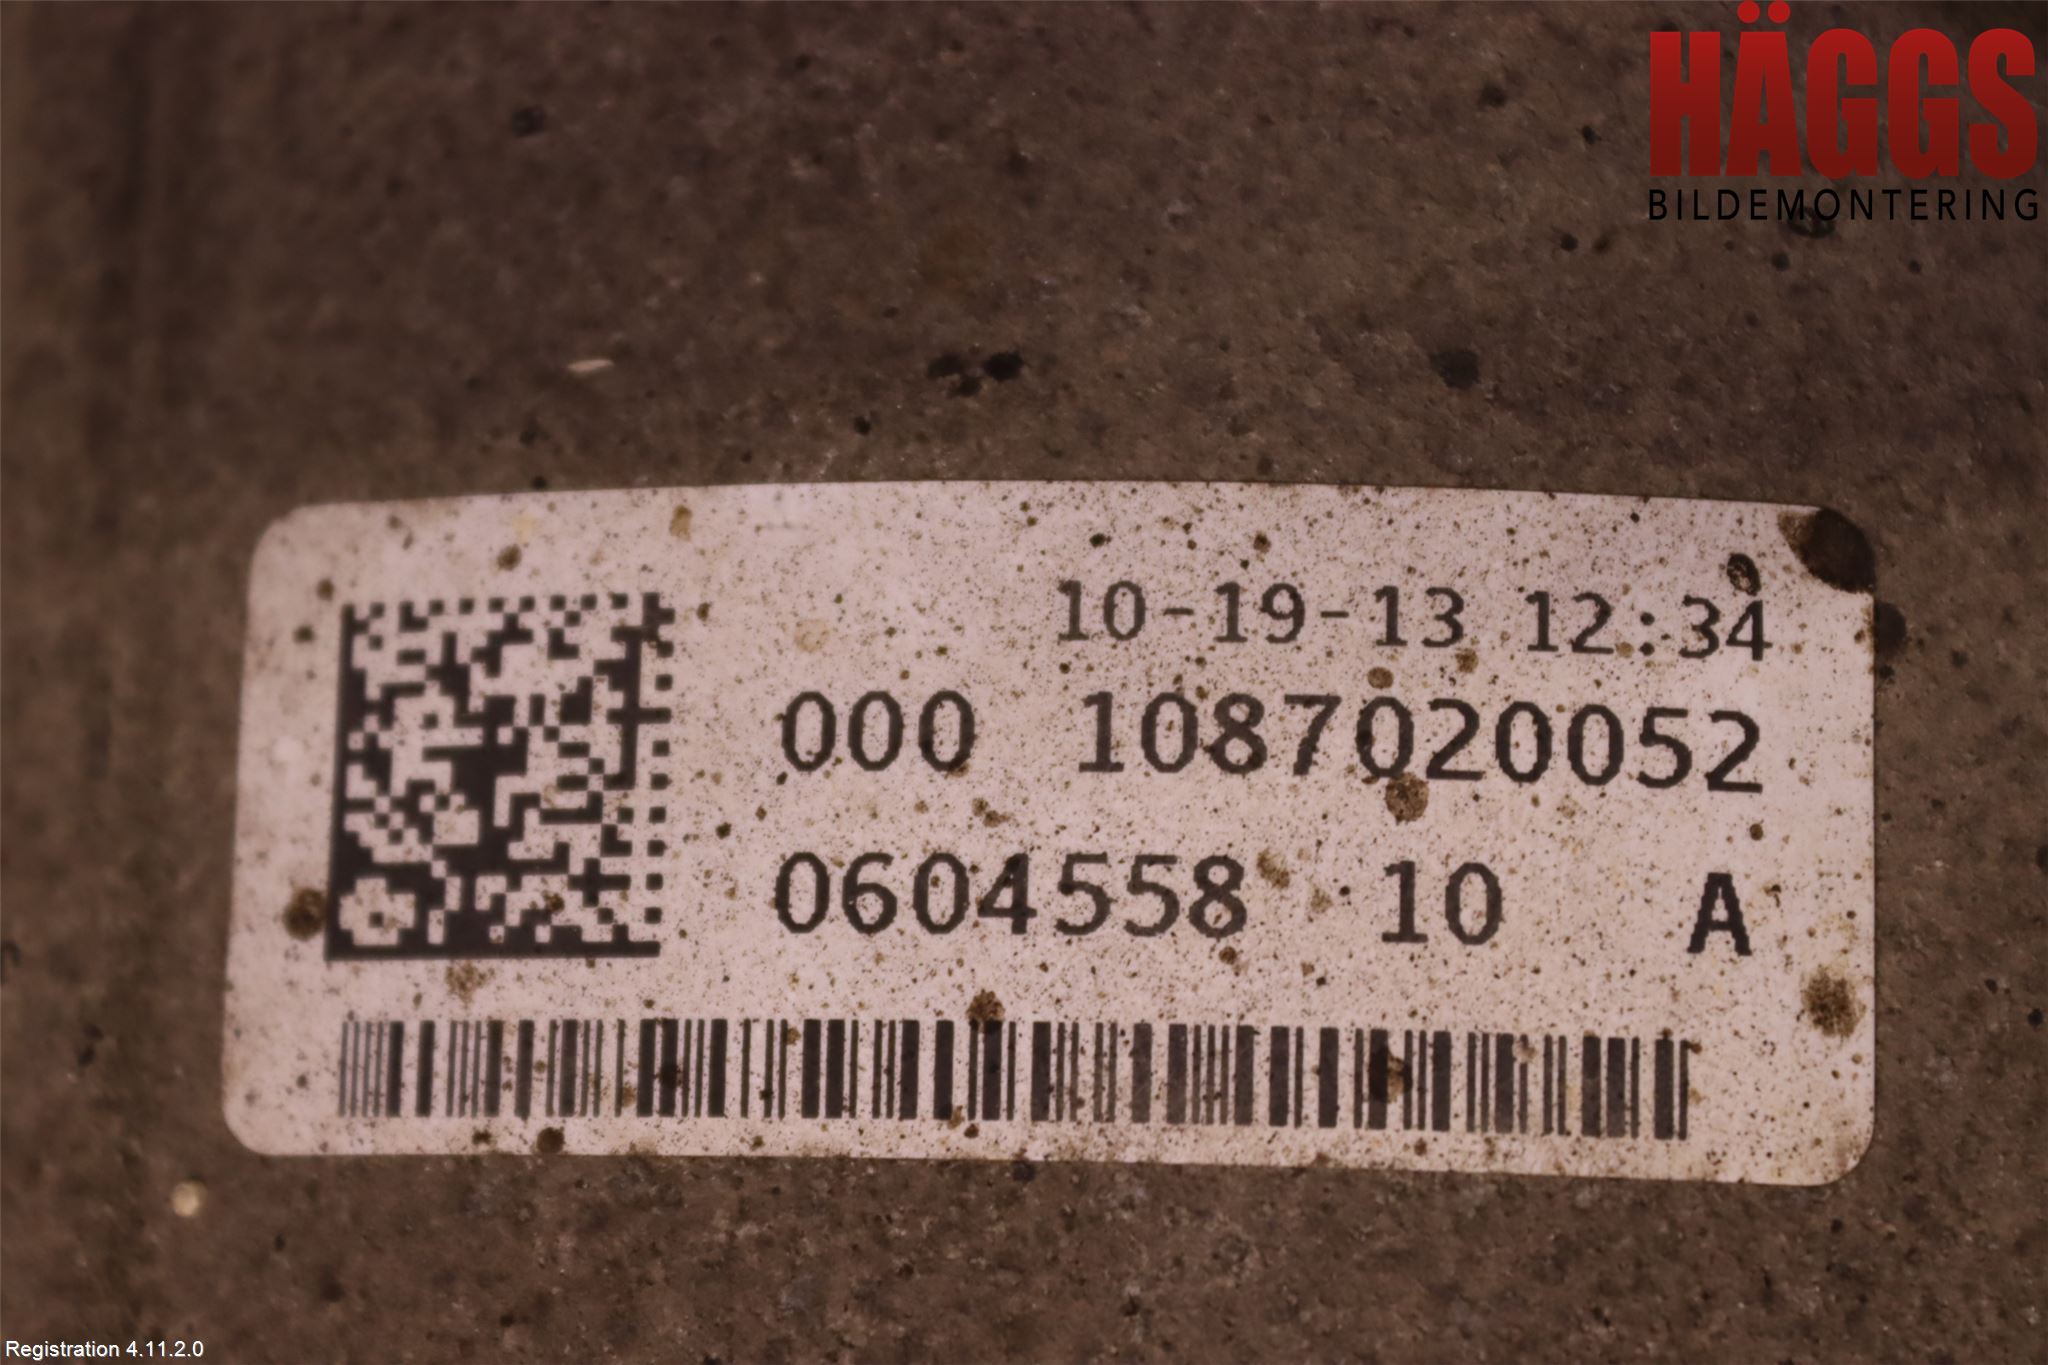 HÄGGS
BILDEMONTERING
10-19-13 12:34
000 1087020052
0604558 10 A
Registration 4.11.2.0